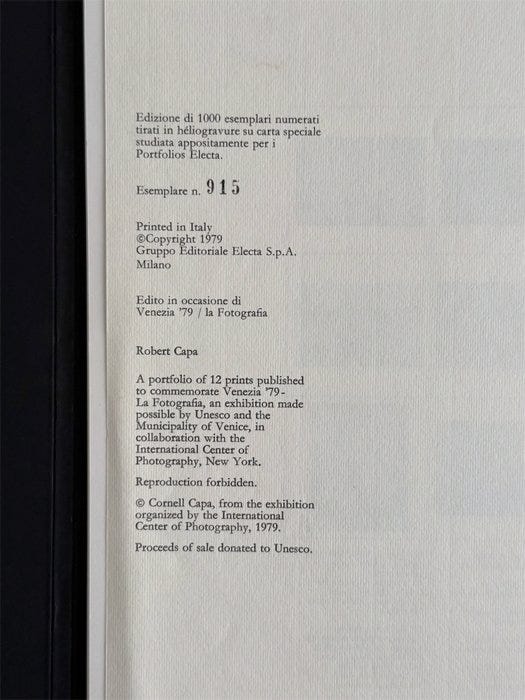 Edizione di 1000 esemplari numerati
tirati in héliogravure su carta speciale
studiata appositamente per i
Portfolios Electa.
Esemplare n. 915
Printed in Italy
©Copyright 1979
Gruppo Editoriale Electa S.p.A.
Milano
Edito in occasione di
Venezia '79 / la Fotografia
Robert Capa
A portfolio of 12 prints published
to commemorate Venezia '79-
La Fotografia, an exhibition made
possible by Unesco and the
Municipality of Venice, in
collaboration with the
International Center of
Photography, New York.
Reproduction forbidden.
© Cornell Capa, from the exhibition
organized by the International
Center of Photography, 1979.
Proceeds of sale donated to Unesco.